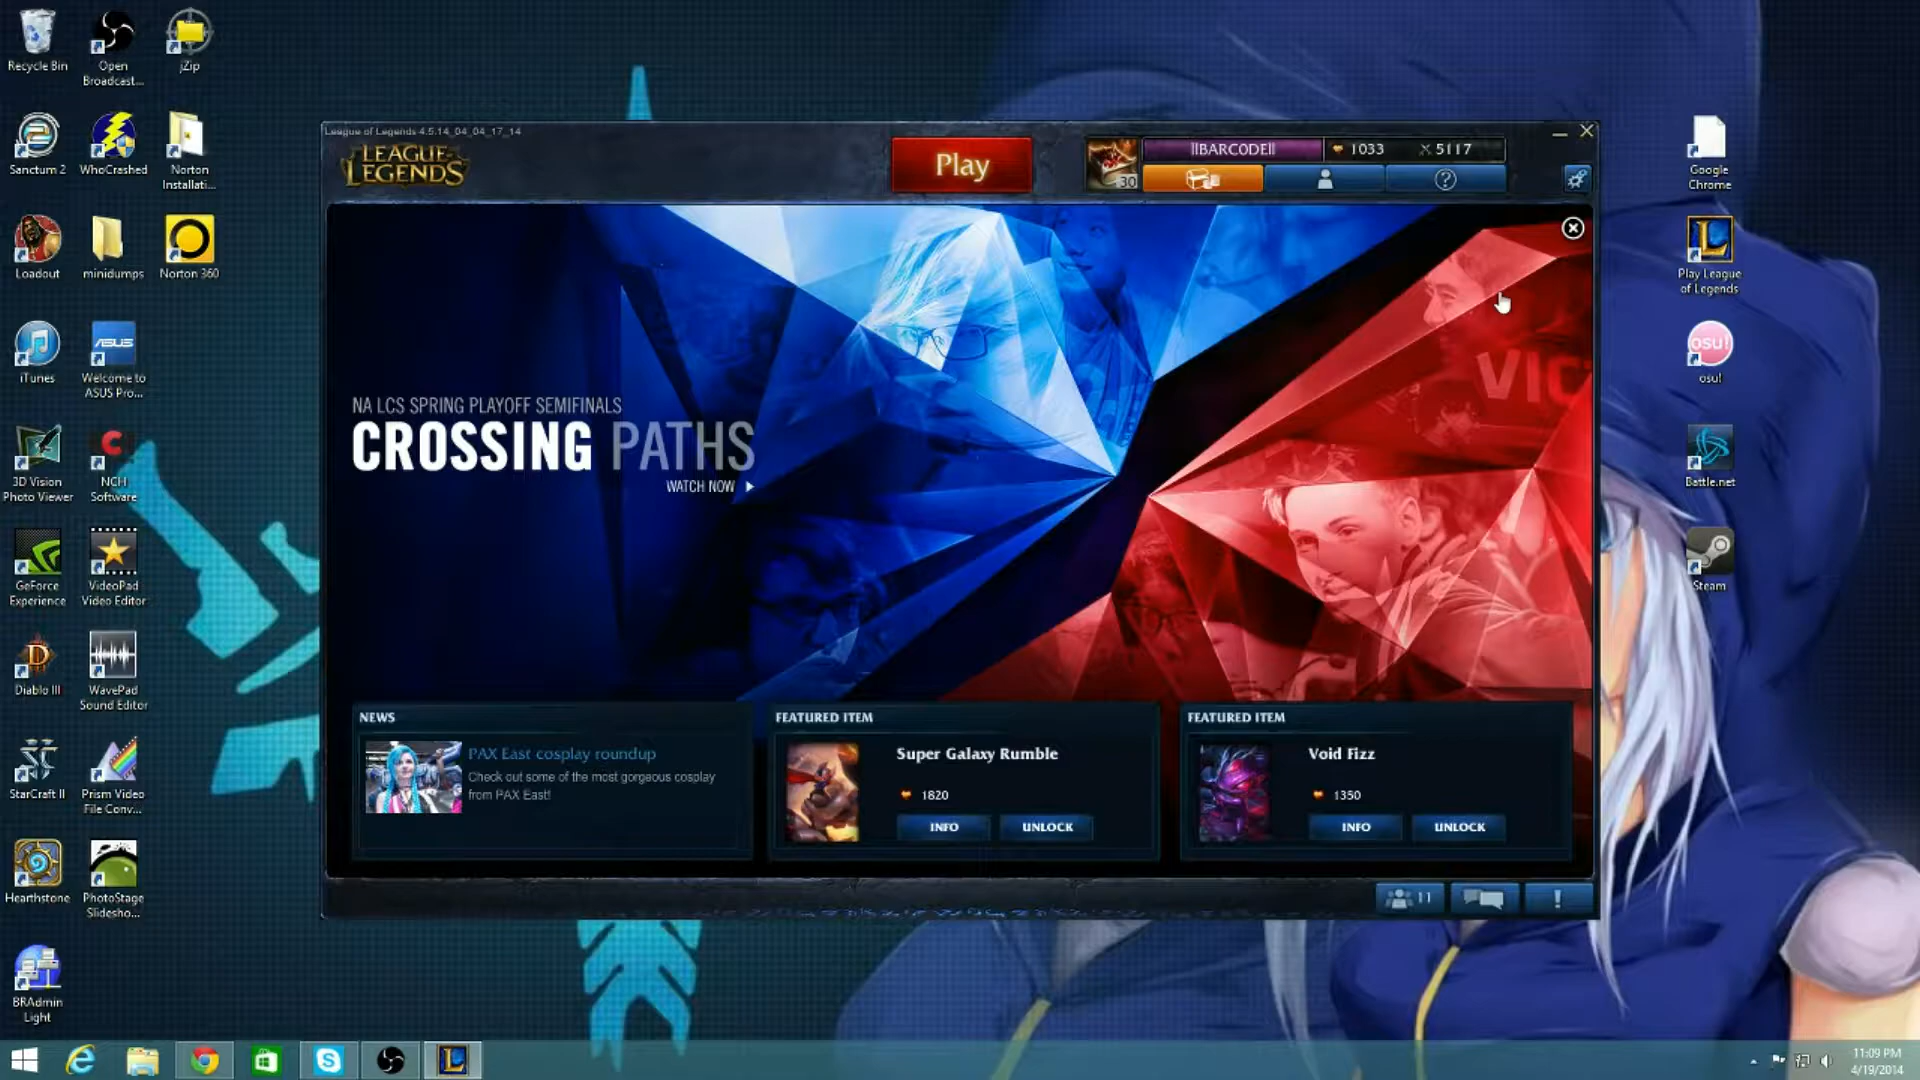 Recycle Bin
Open
Broadcast...
jZip
Sanctum 2
WhoCrashed
Norton
Installati...
Loadout
minidumps
Norton 360
iTunes
ASUS
Welcome to
ASUS Pro...
3D Vision
Photo Viewer
NCH
Software
GeForce
Experience
VideoPad
Video Editor
Diablo III
WavePad
Sound Editor
StarCraft II
Prism Video
File Conv...
Hearthstone
PhotoStage
Slidesho...
BRAdmin
Light
League of Legends 4.5.14_04_04_17_14
LEAGUE OF
LEGENDS
Play
30
llBARCODEll
1033
5117
?
VIC
NA LCS SPRING PLAYOFF SEMIFINALS
CROSSING PATHS
WATCH NOW
NEWS
PAX East cosplay roundup
Check out some of the most gorgeous cosplay
from PAX East!
FEATURED ITEM
Super Galaxy Rumble
1820
INFO
UNLOCK
FEATURED ITEM
Void Fizz
1350
INFO
UNLOCK
11
!
Google
Chrome
Play League
of Legends
osu!
osu!
Battle.net
Steam
11:09 PM
4/19/2014